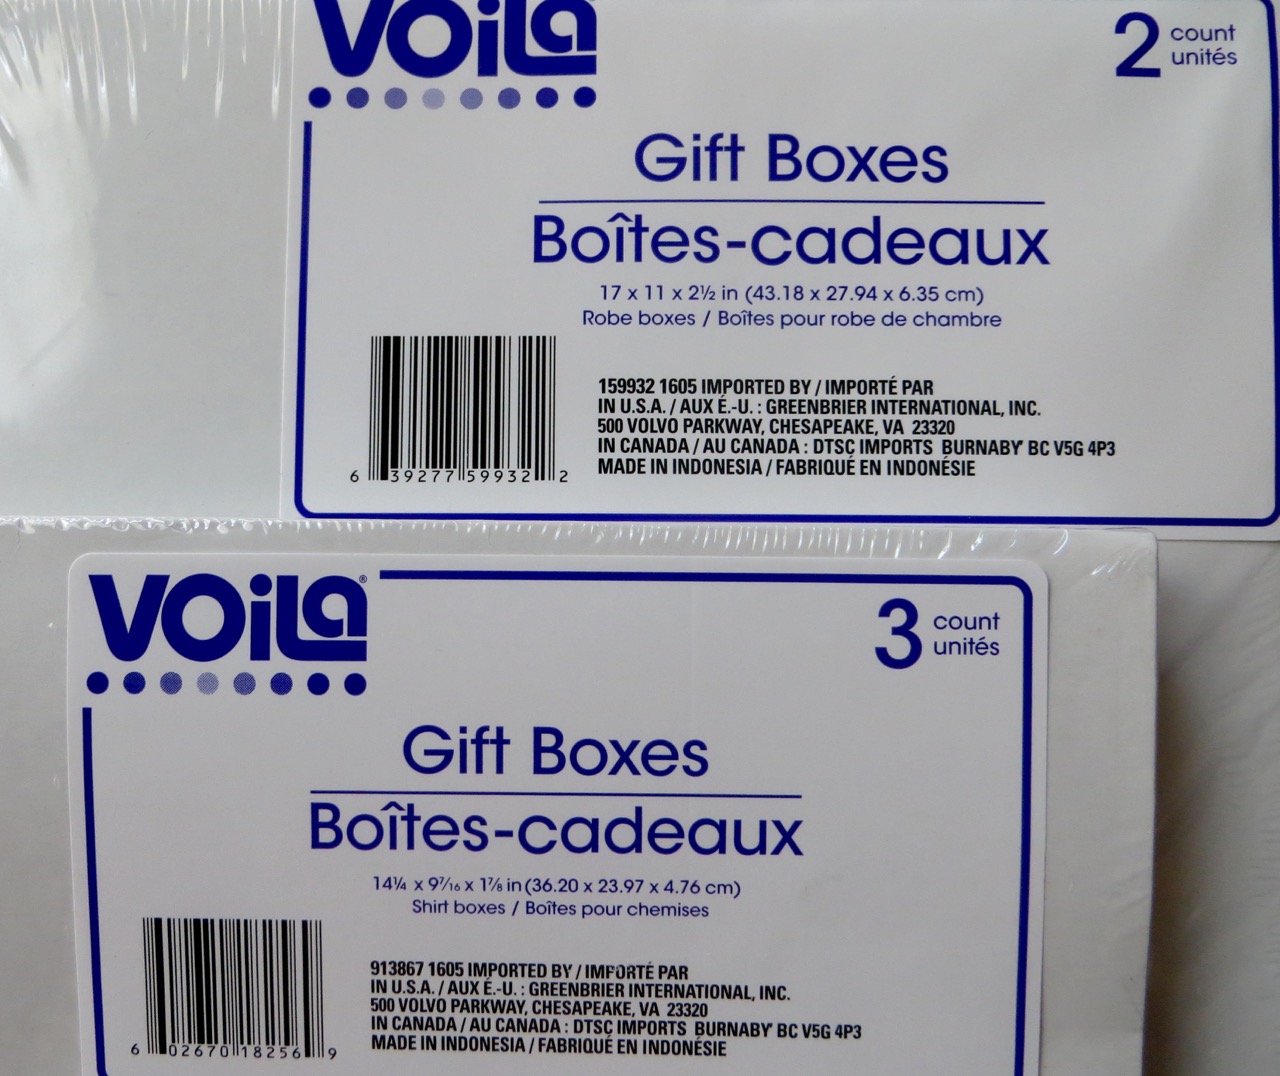 VOiLa
2 count
unités
Gift Boxes
Boîtes-cadeaux
17 x 11 x 2½ in (43.18 x 27.94 x 6.35 cm)
Robe boxes / Boîtes pour robe de chambre
159932 1605 IMPORTED BY / IMPORTÉ PAR
IN U.S.A. / AUX É.-U. : GREENBRIER INTERNATIONAL, INC.
500 VOLVO PARKWAY, CHESAPEAKE, VA 23320
IN CANADA / AU CANADA : DTSC IMPORTS BURNABY BC V5G 4P3
MADE IN INDONESIA / FABRIQUÉ EN INDONÉSIE
6 39277 59932 2
VOiLa®
3 count
unités
Gift Boxes
Boîtes-cadeaux
14¼ x 97/16 x 1⅞ in (36.20 x 23.97 x 4.76 cm)
Shirt boxes / Boîtes pour chemises
913867 1605 IMPORTED BY / IMPORTÉ PAR
IN U.S.A. / AUX É.-U. : GREENBRIER INTERNATIONAL, INC.
500 VOLVO PARKWAY, CHESAPEAKE, VA 23320
IN CANADA / AU CANADA : DTSC IMPORTS BURNABY BC V5G 4P3
MADE IN INDONESIA / FABRIQUÉ EN INDONÉSIE
6 02670 18256 9